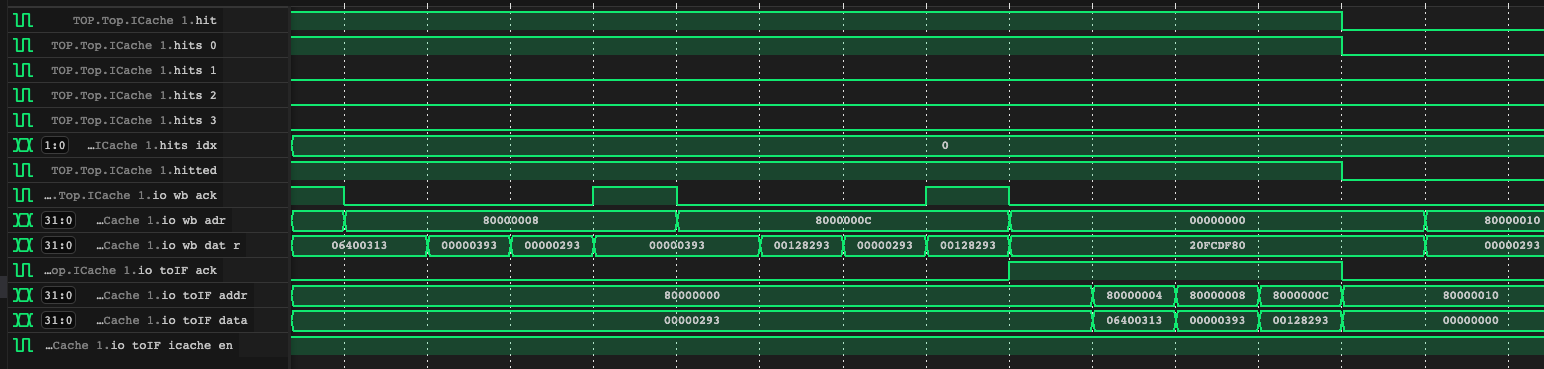 TOP.Top.ICache 1.hit
TOP.Top.ICache 1.hits 0
TOP.Top.ICache 1.hits 1
TOP.Top.ICache 1.hits 2
TOP.Top.ICache 1.hits 3
1:0 …ICache 1.hits idx 0
TOP.Top.ICache 1.hitted
….Top.ICache 1.io wb ack
31:0 …Cache 1.io wb adr 80000008 8000000C 00000000 80000010
31:0 …Cache 1.io wb dat r 06400313 00000393 00000293 00000393 00128293 00000293 00128293 20FCDF80 00000293
…op.ICache 1.io toIF ack
31:0 …Cache 1.io toIF addr 80000000 80000004 80000008 8000000C 80000010
31:0 …Cache 1.io toIF data 00000293 06400313 00000393 00128293 00000000
…Cache 1.io toIF icache en